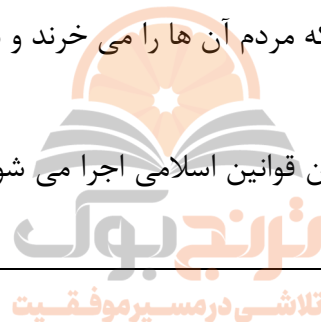 که مردم آن ها را می خرند و
ن قوانین اسلامی اجرا می شو
ترنج بوک
تلاشی در مسیر موفقیت